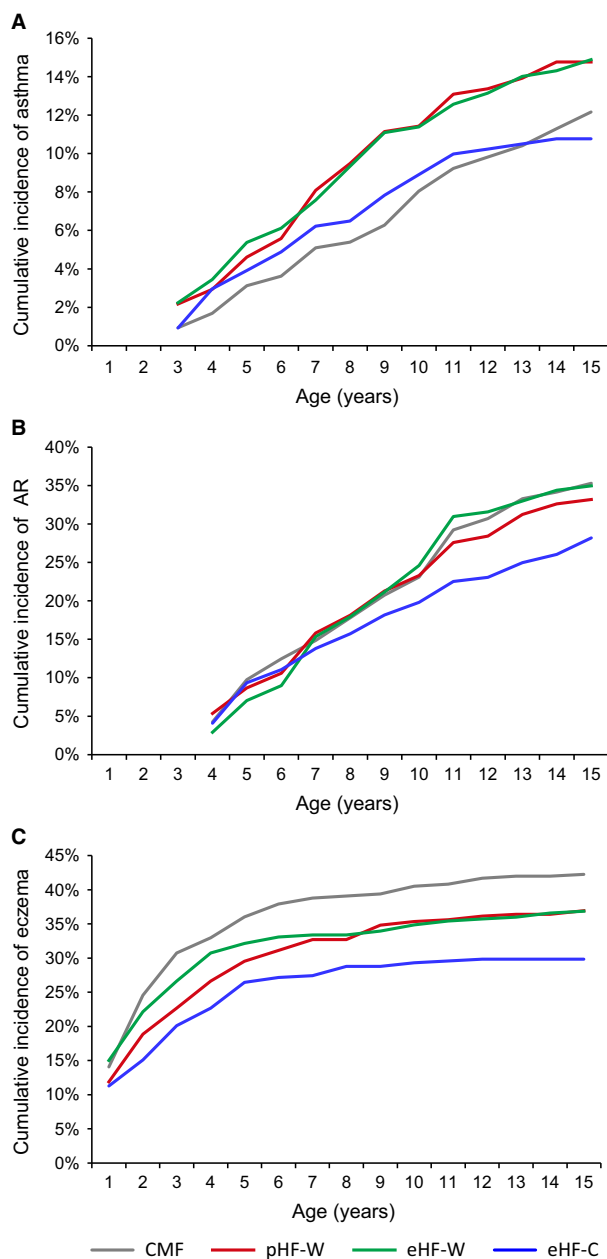 A
Cumulative incidence of asthma
16%
14%
12%
10%
8%
6%
4%
2%
0%
1 2 3 4 5 6 7 8 9 10 11 12 13 14 15
Age (years)
B
Cumulative incidence of AR
40%
35%
30%
25%
20%
15%
10%
5%
0%
1 2 3 4 5 6 7 8 9 10 11 12 13 14 15
Age (years)
C
Cumulative incidence of eczema
45%
40%
35%
30%
25%
20%
15%
10%
5%
0%
1 2 3 4 5 6 7 8 9 10 11 12 13 14 15
Age (years)
CMF pHF-W eHF-W eHF-C